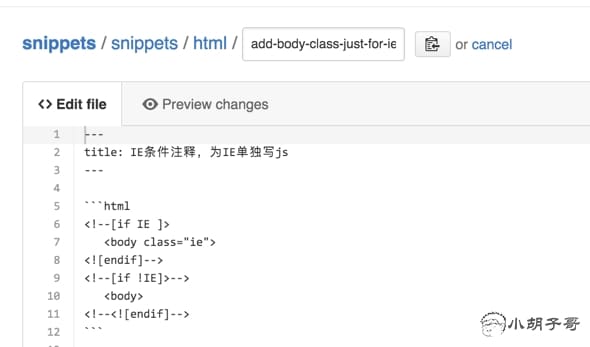 snippets / snippets / html / add-body-class-just-for-ie or cancel
<> Edit file Preview changes
1 ---
2 title: IE条件注释，为IE单独写js
3 ---
4
5 ```html
6 <!--[if IE ]>
7 <body class="ie">
8 <![endif]-->
9 <!--[if !IE]>-->
10 <body>
11 <!--<![endif]-->
12 ```
小胡子哥